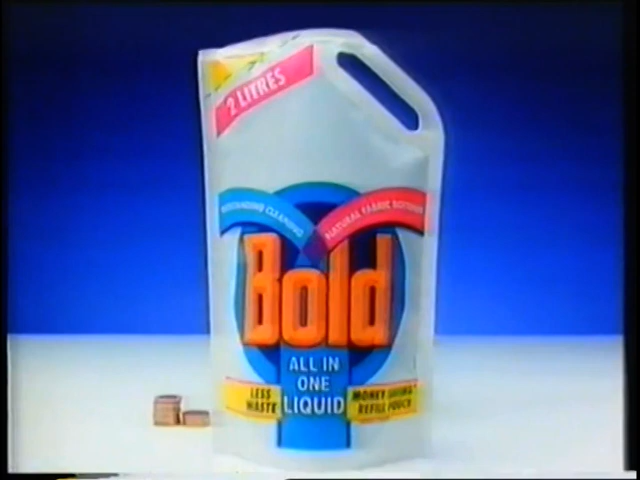 2 LITRES
OUTSTANDING CLEANING
NATURAL FABRIC SOFTENER
Bold
ALL IN
ONE
LIQUID
LESS
WASTE
MONEY SAVING
REFILL POUCH